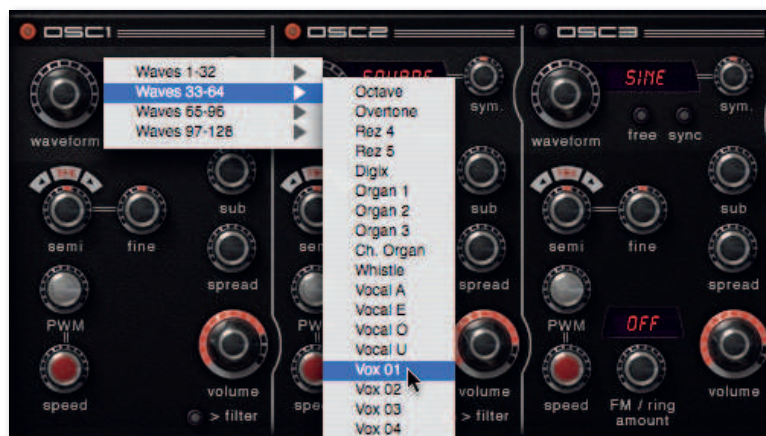 OSC1
OSC2
OSC3
Waves 1-32
Waves 33-64
Waves 65-96
Waves 97-128
Octave
Overtone
Rez 4
Rez 5
Digix
Organ 1
Organ 2
Organ 3
Ch. Organ
Whistle
Vocal A
Vocal E
Vocal O
Vocal U
Vox 01
Vox 02
Vox 03
Vox 04
waveform
semi
fine
PWM
speed
sub
spread
volume
> filter
SQUARE
sym.
sub
spread
volume
> filter
SINE
sym.
waveform
free
sync
semi
fine
sub
spread
PWM
OFF
speed
FM / ring
amount
volume